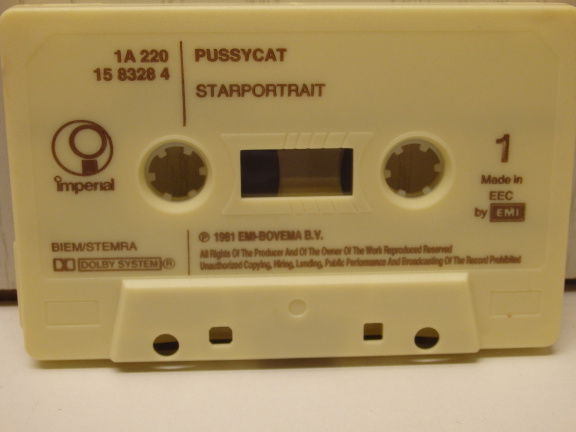 1A 220
15 8328 4
PUSSYCAT
STARPORTRAIT
imperial
1
Made in
EEC
by EMI
BIEM/STEMRA
DOLBY SYSTEM ®
℗ 1981 EMI-BOVEMA B.V.
All Rights Of The Producer And Of The Owner Of The Work Reproduced Reserved
Unauthorized Copying, Hiring, Lending, Public Performance And Broadcasting Of The Record Prohibited